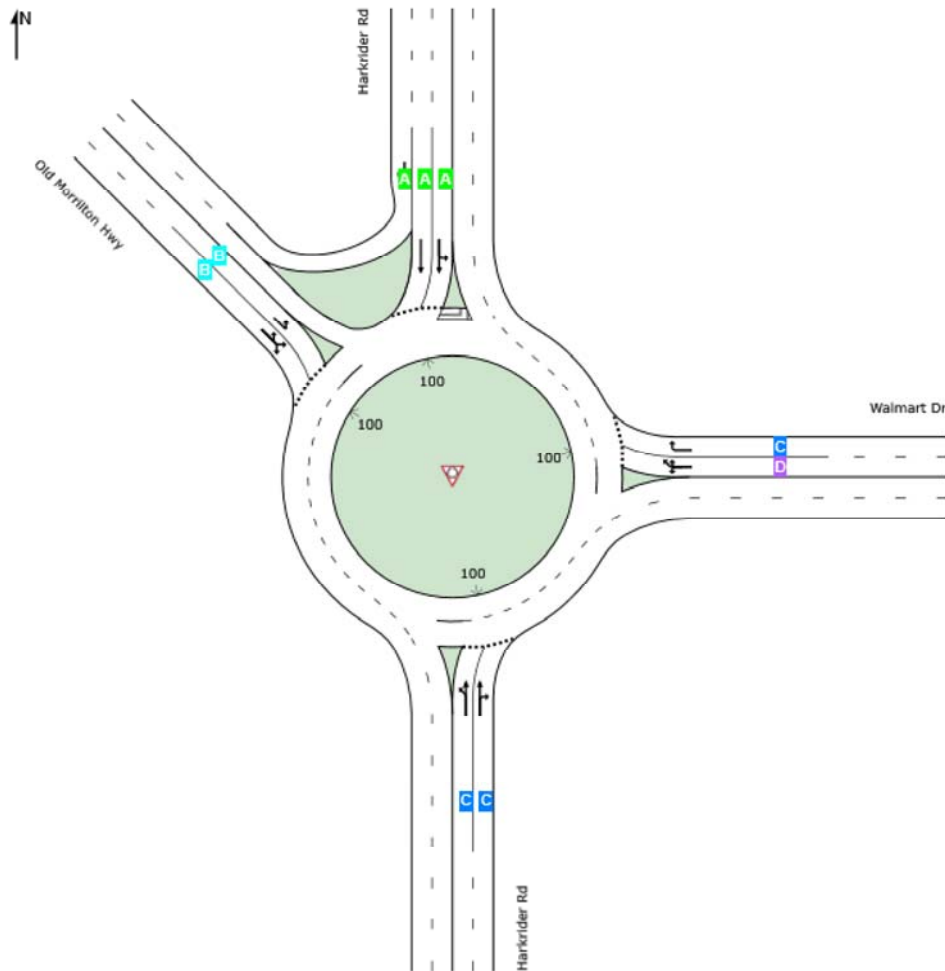 N
Harkrider Rd
Old Morrilton Hwy
A A A
B
B
100
100
Walmart Dr
C
100
D
100
C C
Harkrider Rd